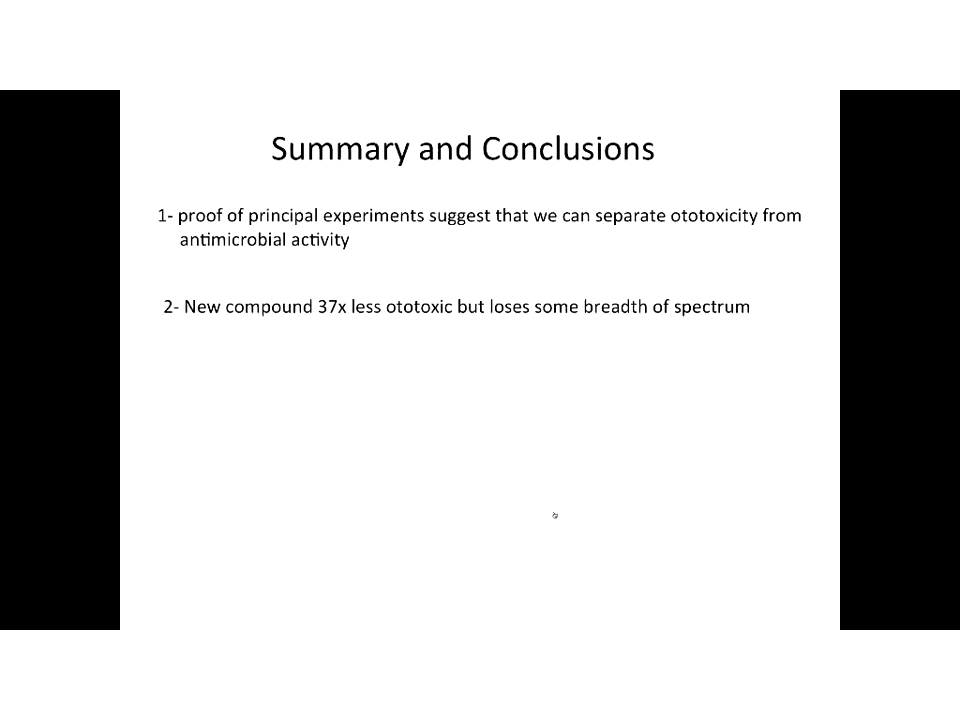 Summary and Conclusions
1- proof of principal experiments suggest that we can separate ototoxicity from
antimicrobial activity
2- New compound 37x less ototoxic but loses some breadth of spectrum